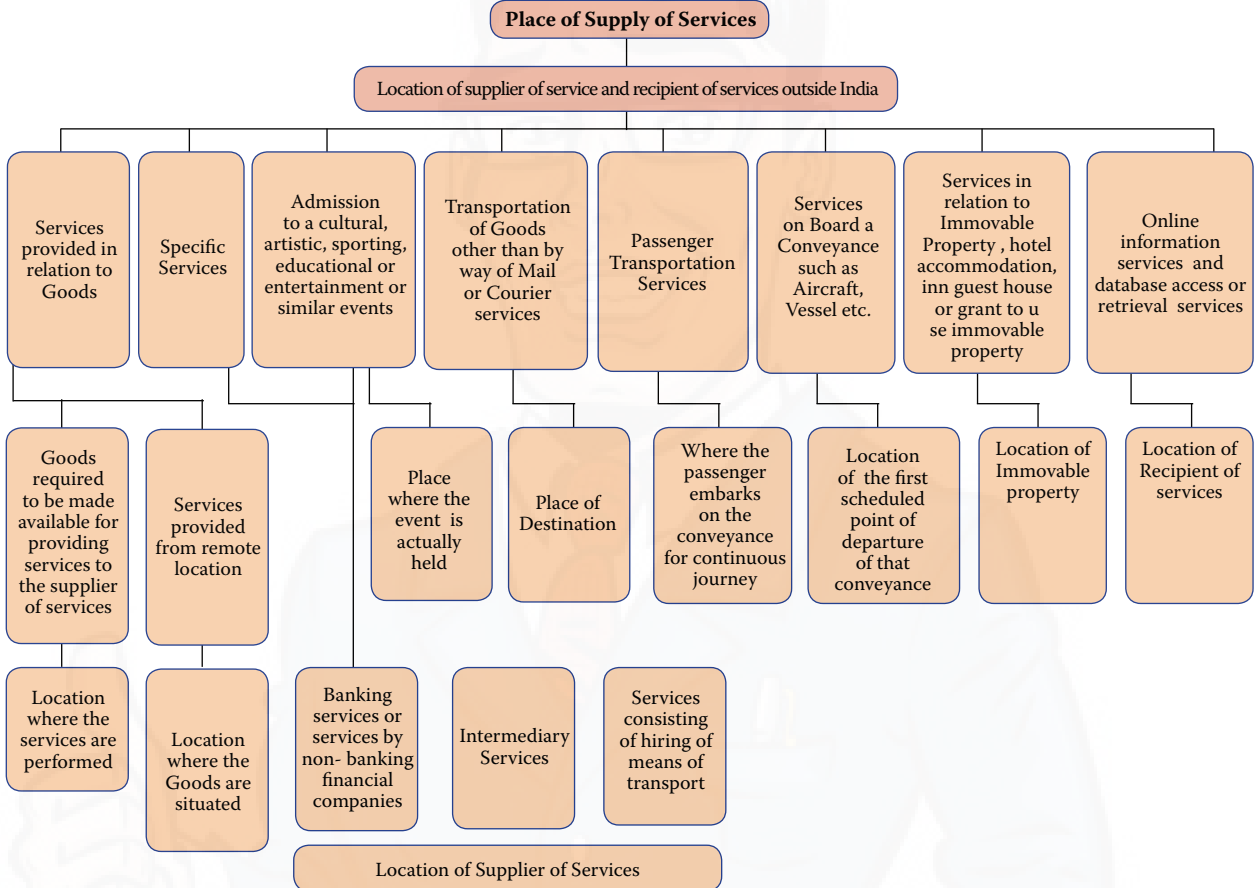 Place of Supply of Services
Location of supplier of service and recipient of services outside India
Services
provided in
relation to
Goods
Specific
Services
Admission
to a cultural,
artistic, sporting,
educational or
entertainment or
similar events
Transportation
of Goods
other than by
way of Mail
or Courier
services
Passenger
Transportation
Services
Services
on Board a
Conveyance
such as
Aircraft,
Vessel etc.
Services in
relation to
Immovable
Property , hotel
accommodation,
inn guest house
or grant to u
se immovable
property
Online
information
services and
database access or
retrieval services
Goods
required
to be made
available for
providing
services to
the supplier
of services
Services
provided
from remote
location
Place
where the
event is
actually
held
Place of
Destination
Where the
passenger
embarks
on the
conveyance
for continuous
journey
Location
of the first
scheduled
point of
departure
of that
conveyance
Location of
Immovable
property
Location of
Recipient of
services
Location
where the
services are
performed
Location
where the
Goods are
situated
Banking
services or
services by
non- banking
financial
companies
Intermediary
Services
Services
consisting
of hiring of
means of
transport
Location of Supplier of Services